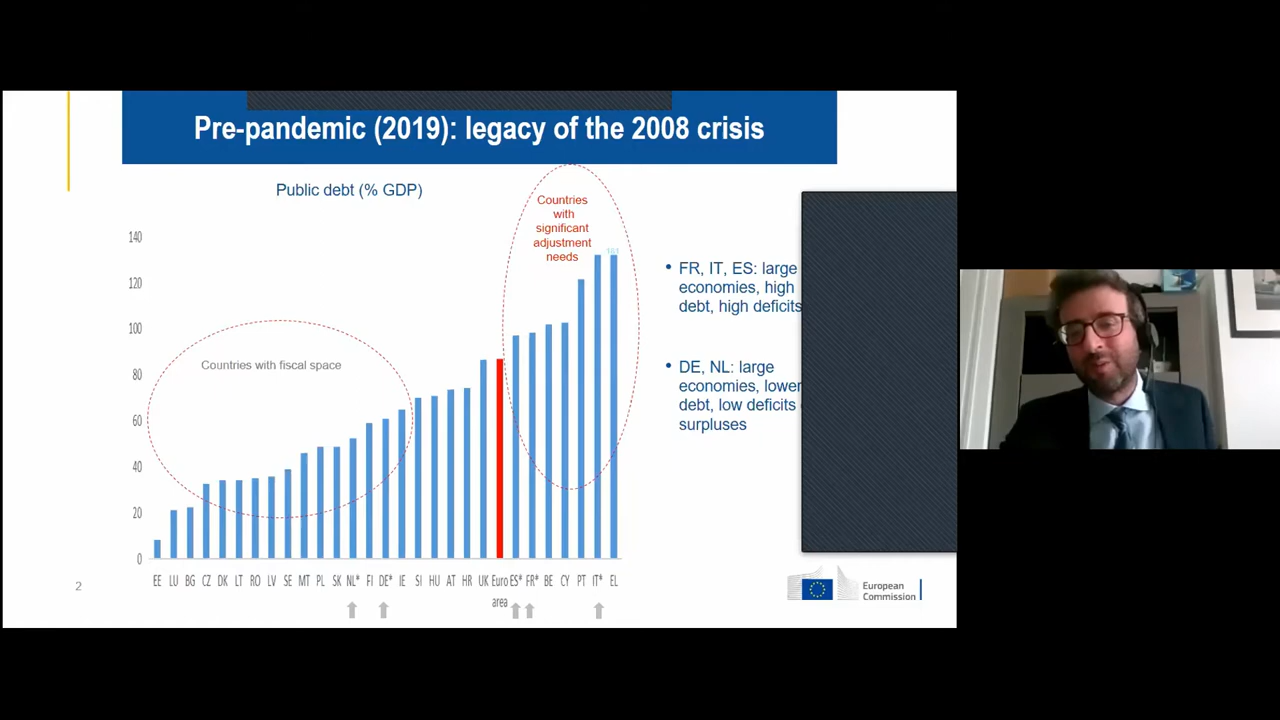 Pre-pandemic (2019): legacy of the 2008 crisis
Public debt (% GDP)
Countries
with
significant
adjustment
needs
Countries with fiscal space
140
120
100
80
60
40
20
0
EE LU BG CZ DK LT RO LV SE MT PL SK NL* FI DE* IE SI HU AT HR UK Euro ES* FR* BE CY PT IT* EL
area
• FR, IT, ES: large
economies, high
debt, high deficits
• DE, NL: large
economies, lower
debt, low deficits
surpluses
2
European
Commission